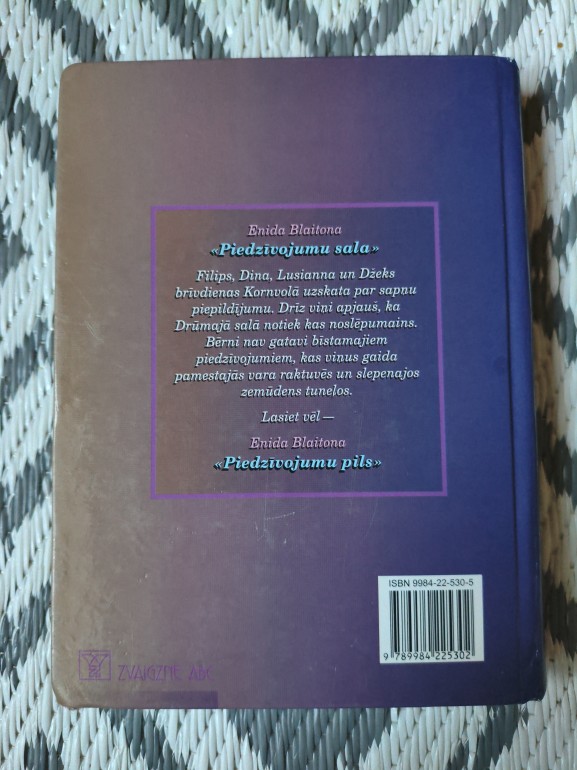 Enida Blaitona
«Piedzīvojumu sala»
Filips, Dina, Lusianna un Džeks
brīvdienas Kornvolā uzskata par sapņu
piepildījumu. Drīz viņi apjauš, ka
Drūmajā salā notiek kas noslēpumains.
Bērni nav gatavi bīstamajiem
piedzīvojumiem, kas viņus gaida
pamestajās vara raktuvēs un slepenajos
zemūdens tuneļos.
Lasiet vēl —
Enida Blaitona
«Piedzīvojumu pils»
ISBN 9984-22-530-5
9 789984 225302
ZVAIGZNE ABC